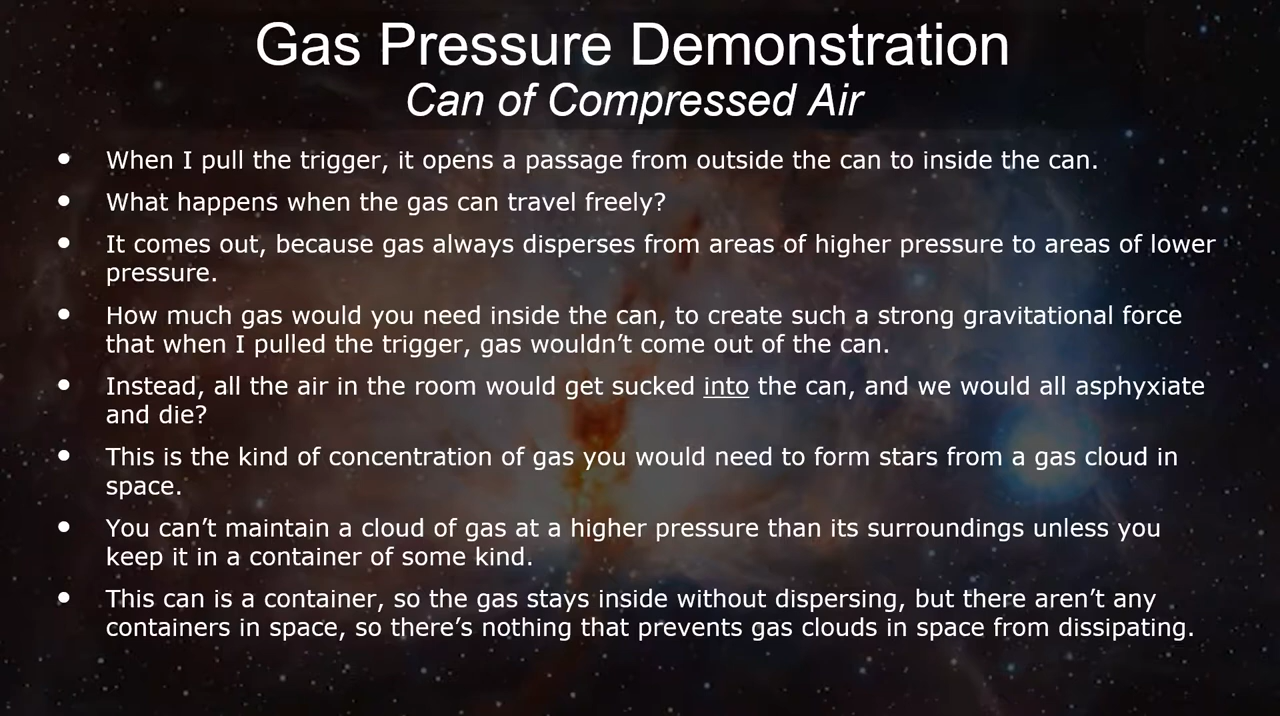 Gas Pressure Demonstration
Can of Compressed Air
• When I pull the trigger, it opens a passage from outside the can to inside the can.
• What happens when the gas can travel freely?
• It comes out, because gas always disperses from areas of higher pressure to areas of lower
pressure.
• How much gas would you need inside the can, to create such a strong gravitational force
that when I pulled the trigger, gas wouldn’t come out of the can.
• Instead, all the air in the room would get sucked into the can, and we would all asphyxiate
and die?
• This is the kind of concentration of gas you would need to form stars from a gas cloud in
space.
• You can’t maintain a cloud of gas at a higher pressure than its surroundings unless you
keep it in a container of some kind.
• This can is a container, so the gas stays inside without dispersing, but there aren’t any
containers in space, so there’s nothing that prevents gas clouds in space from dissipating.